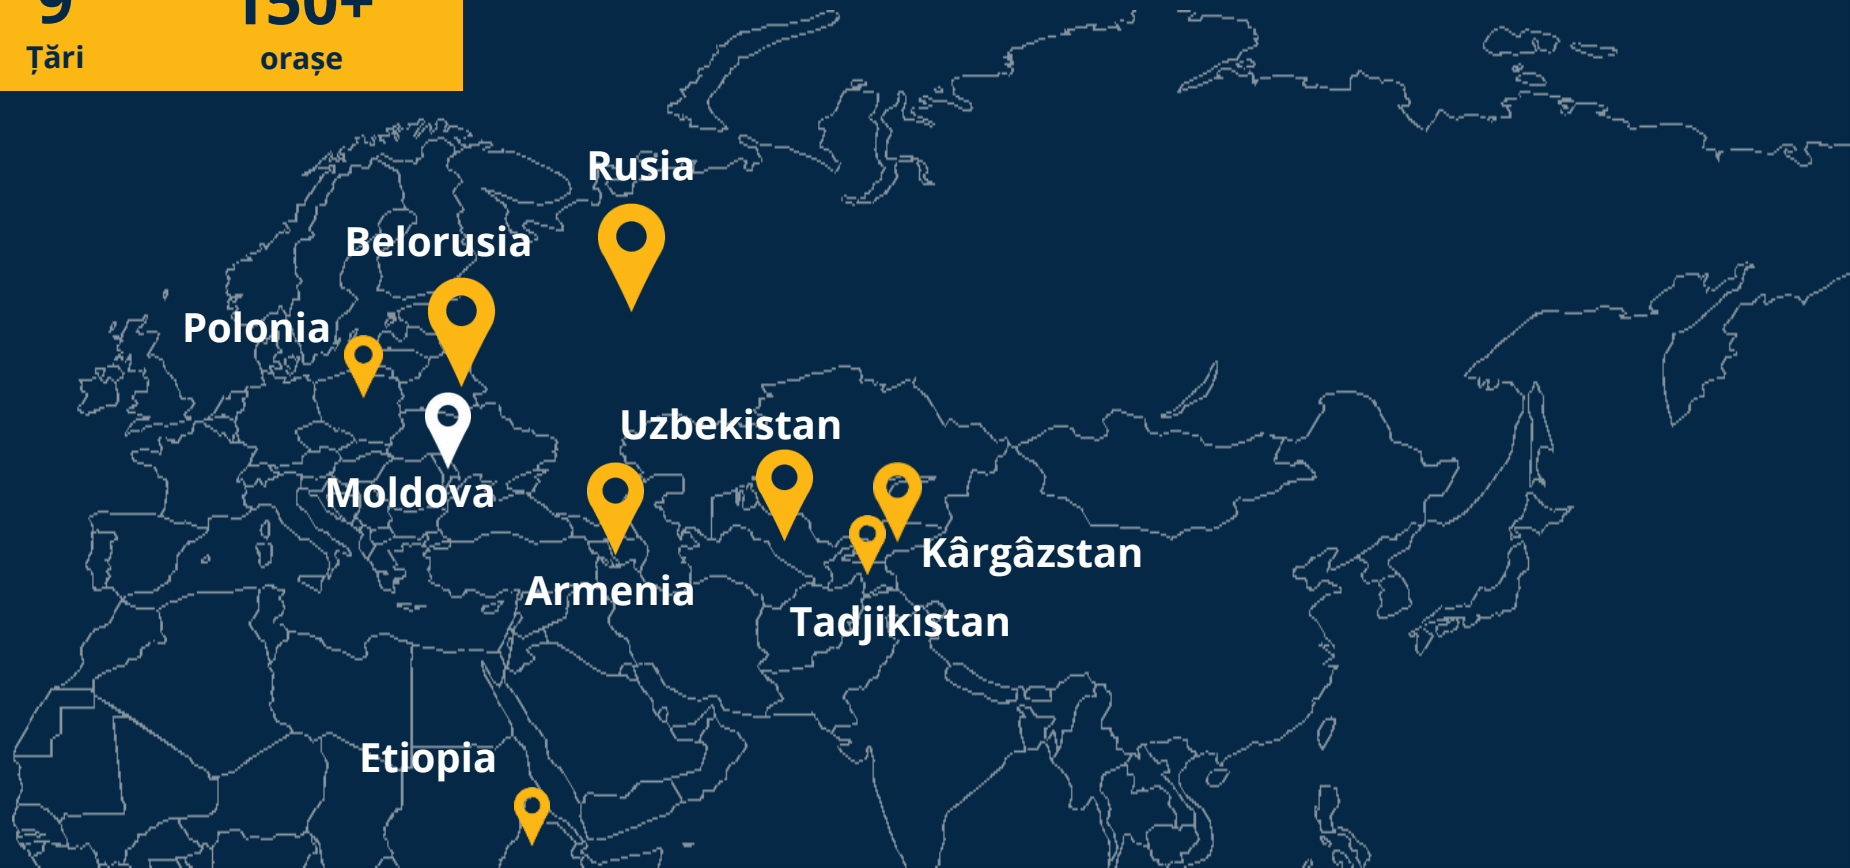 9 150+
Țări orașe
Rusia
Belorusia
Polonia
Uzbekistan
Moldova
Kârgâzstan
Armenia
Tadjikistan
Etiopia